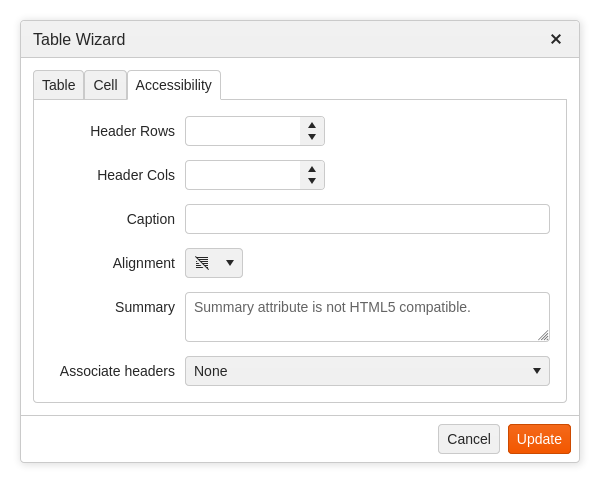 Table Wizard
Table Cell Accessibility
Header Rows
Header Cols
Caption
Alignment
Summary Summary attribute is not HTML5 compatible.
Associate headers None
Cancel Update